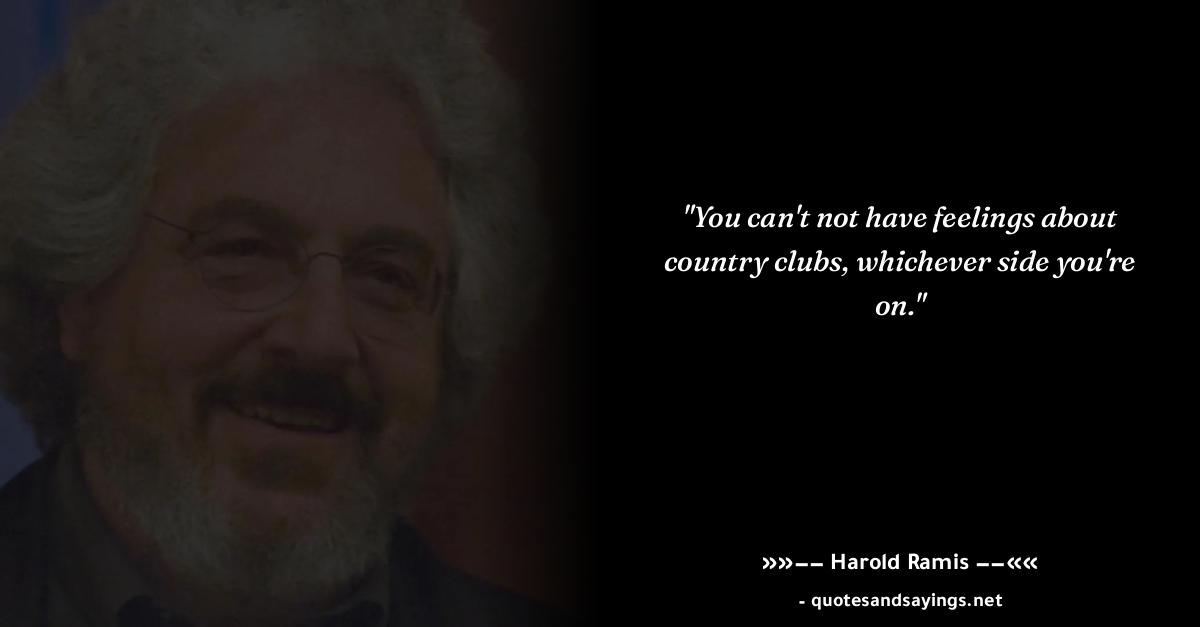 "You can't not have feelings about
country clubs, whichever side you're
on."
»»−− Harold Ramis −−««
- quotesandsayings.net